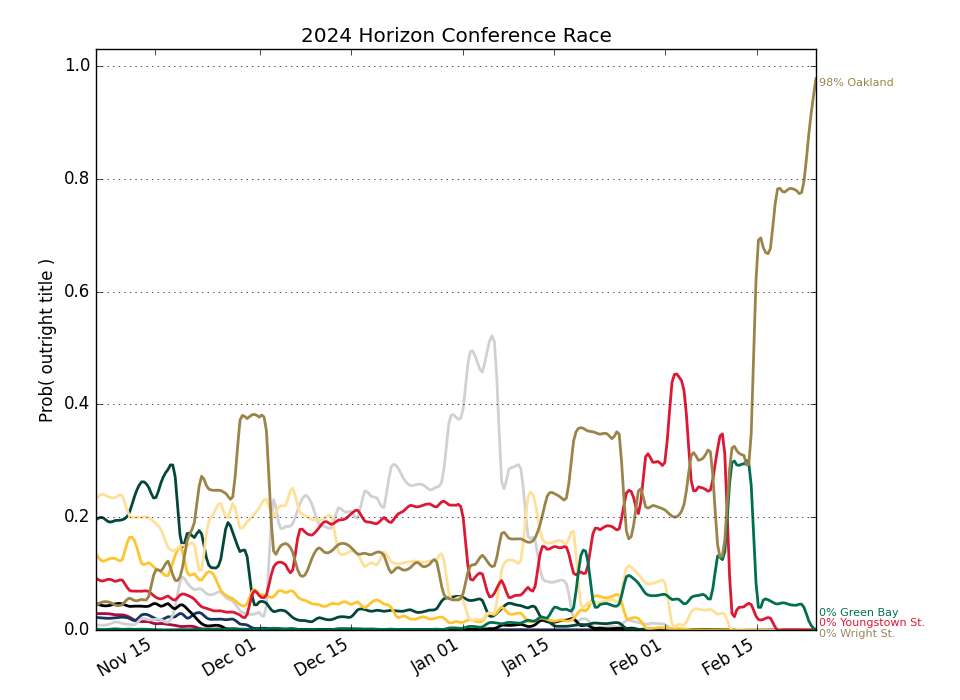 2024 Horizon Conference Race
Prob( outright title )
1.0
0.8
0.6
0.4
0.2
0.0
Nov 15
Dec 01
Dec 15
Jan 01
Jan 15
Feb 01
Feb 15
98% Oakland
0% Green Bay
0% Youngstown St.
0% Wright St.